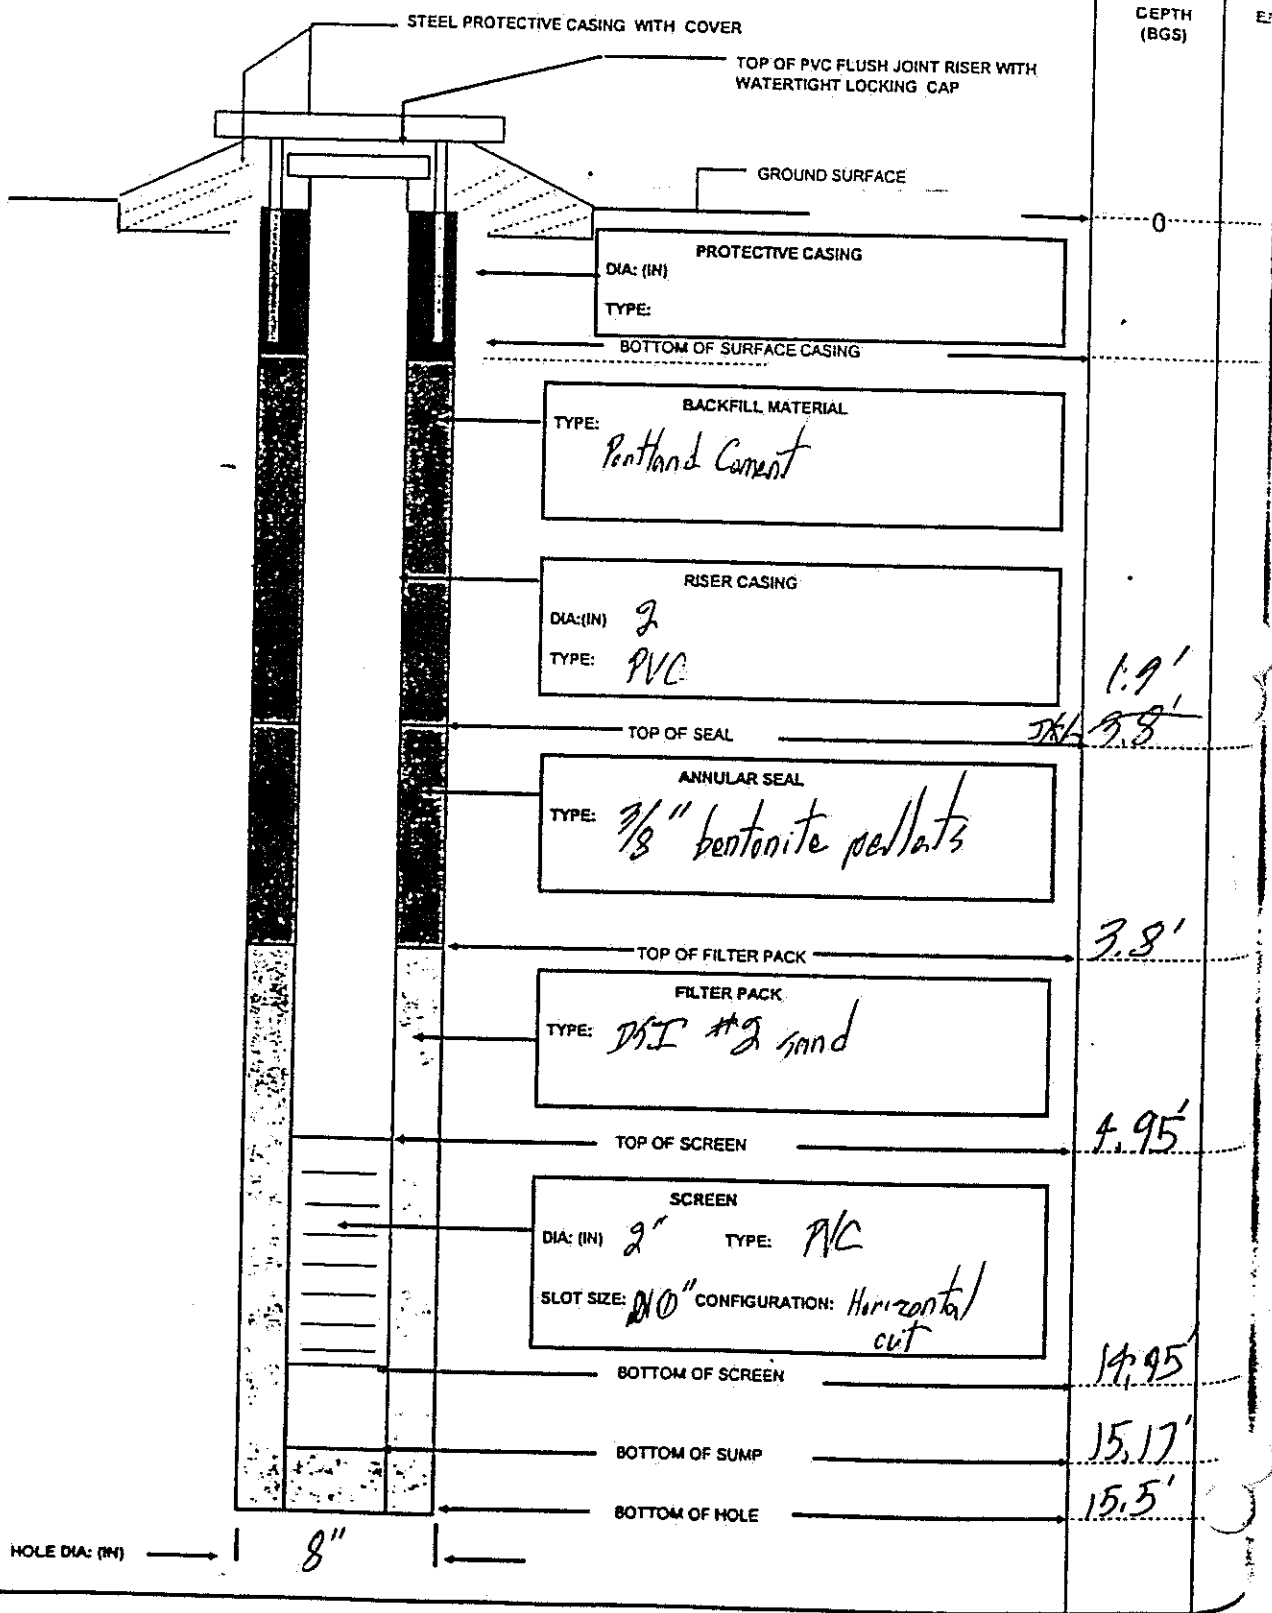 STEEL PROTECTIVE CASING WITH COVER
DEPTH
(BGS)
TOP OF PVC FLUSH JOINT RISER WITH
WATERTIGHT LOCKING CAP
GROUND SURFACE
0
PROTECTIVE CASING
DIA: (IN)
TYPE:
BOTTOM OF SURFACE CASING
BACKFILL MATERIAL
TYPE:
Portland Cement
RISER CASING
DIA:(IN) 2
TYPE: PVC
1.9'
TOP OF SEAL 3.8'
ANNULAR SEAL
TYPE: 3/8" bentonite pellets
TOP OF FILTER PACK 3.8'
FILTER PACK
TYPE: DSI #2 sand
TOP OF SCREEN 4.95'
SCREEN
DIA: (IN) 2" TYPE: PVC
SLOT SIZE: CONFIGURATION: Horizontal
cut
BOTTOM OF SCREEN 14.95'
BOTTOM OF SUMP 15.17'
BOTTOM OF HOLE 15.5'
HOLE DIA: (IN) 8"